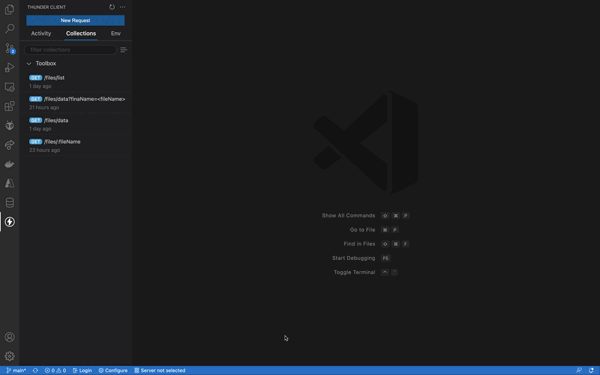 THUNDER CLIENT
New Request
Activity Collections Env
filter collections
Toolbox
GET /files/list
1 day ago
GET /files/data?finaName=<fileName>
21 hours ago
GET /files/data
1 day ago
GET /files/:fileName
23 hours ago
Show All Commands ⇧ ⌘ P
Go to File ⌘ P
Find in Files ⇧ ⌘ F
Start Debugging F5
Toggle Terminal ^ `
main* 0 0 Login Configure Server not selected